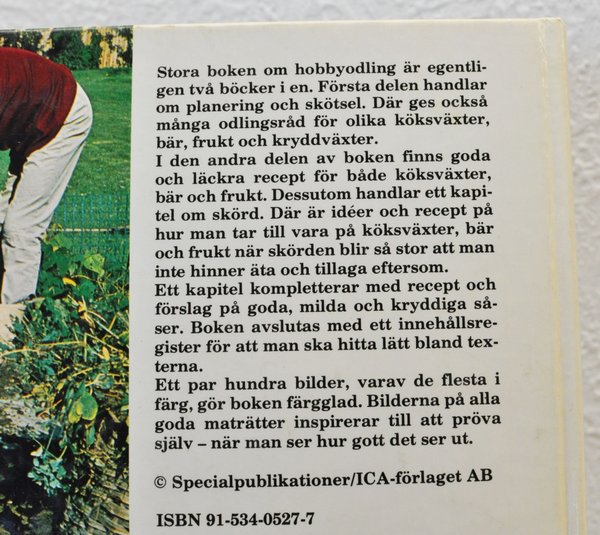 Stora boken om hobbyodling är egentli-
gen två böcker i en. Första delen handlar
om planering och skötsel. Där ges också
många odlingsråd för olika köksväxter,
bär, frukt och kryddväxter.
I den andra delen av boken finns goda
och läckra recept för både köksväxter,
bär och frukt. Dessutom handlar ett kapi-
tel om skörd. Där är idéer och recept på
hur man tar till vara på köksväxter, bär
och frukt när skörden blir så stor att man
inte hinner äta och tillaga eftersom.
Ett kapitel kompletterar med recept och
förslag på goda, milda och kryddiga så-
ser. Boken avslutas med ett innehållsre-
gister för att man ska hitta lätt bland tex-
terna.
Ett par hundra bilder, varav de flesta i
färg, gör boken färgglad. Bilderna på alla
goda maträtter inspirerar till att pröva
själv – när man ser hur gott det ser ut.
© Specialpublikationer/ICA-förlaget AB
ISBN 91-534-0527-7